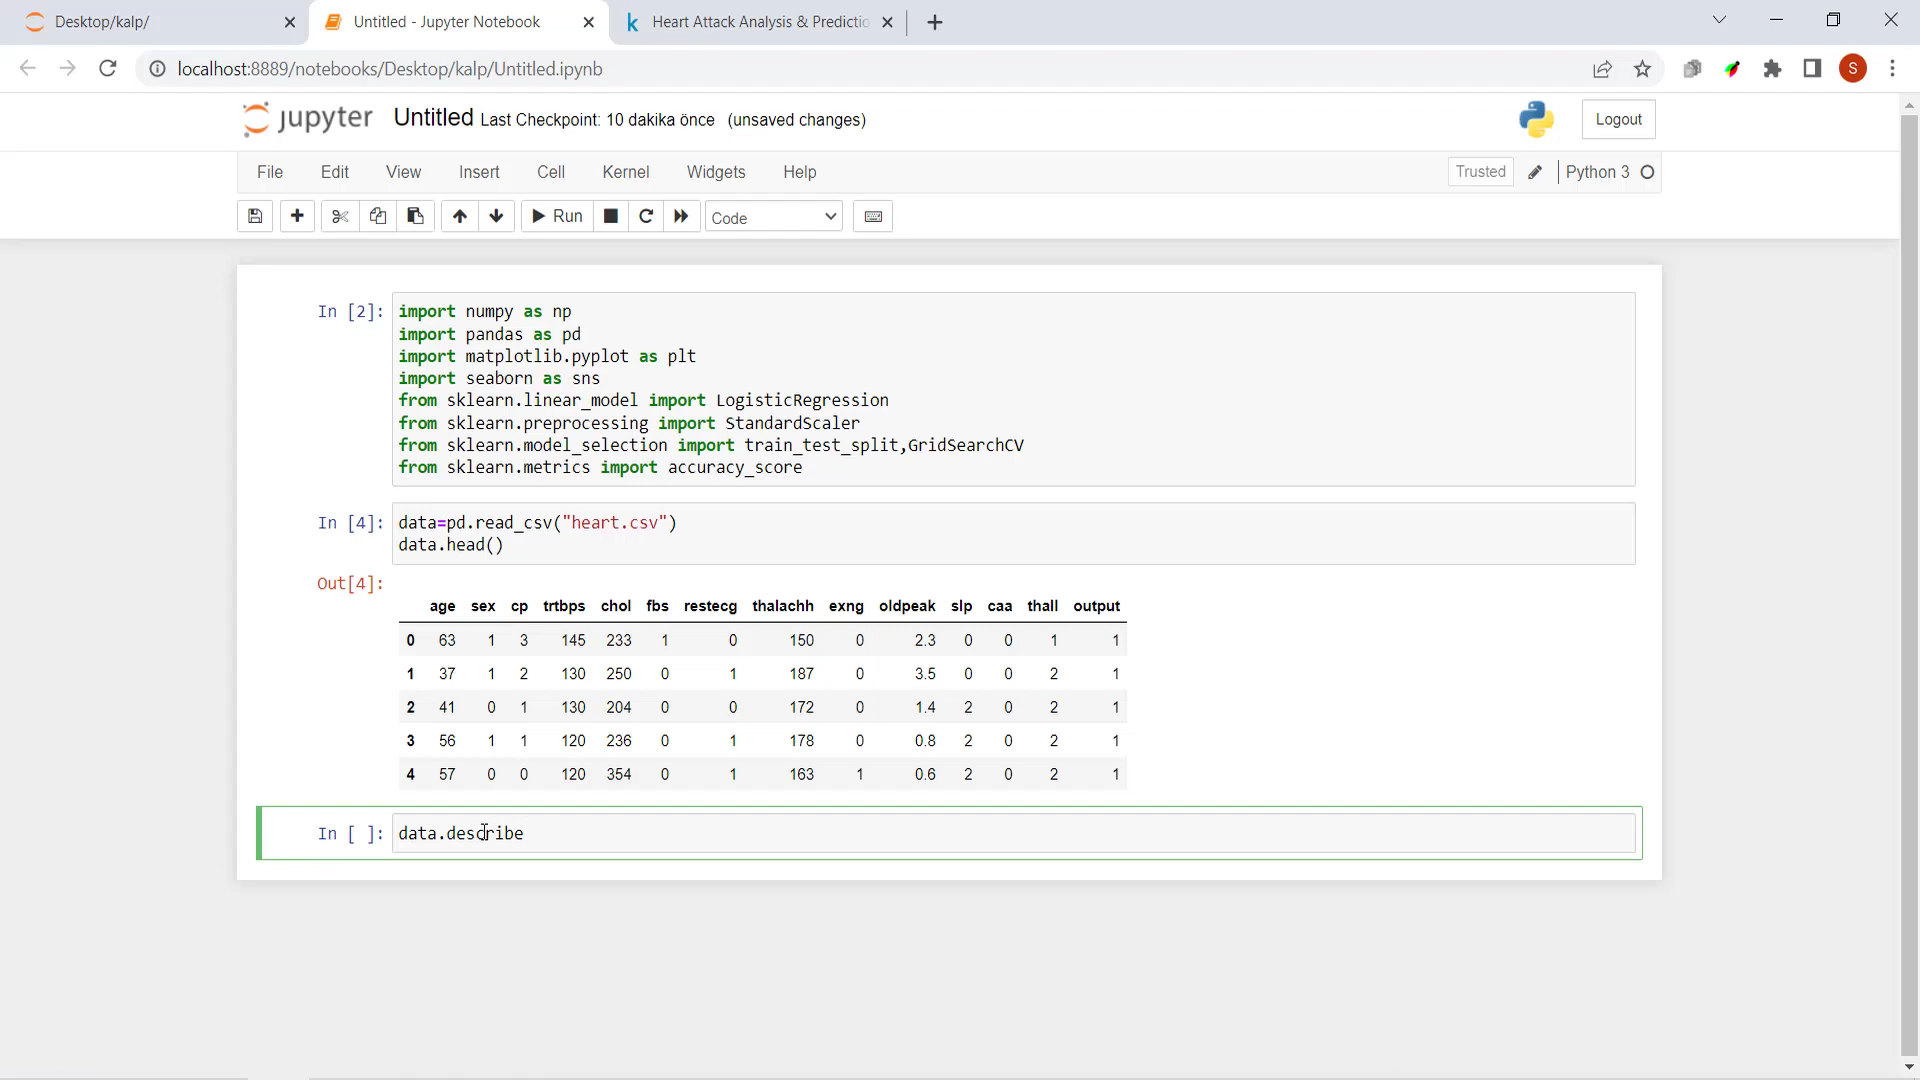 Desktop/kalp/
Untitled - Jupyter Notebook
Heart Attack Analysis & Predictio
localhost:8889/notebooks/Desktop/kalp/Untitled.ipynb
S
jupyter Untitled Last Checkpoint: 10 dakika önce (unsaved changes)
Logout
File Edit View Insert Cell Kernel Widgets Help
Trusted Python 3
Run Code
In [2]: import numpy as np
import pandas as pd
import matplotlib.pyplot as plt
import seaborn as sns
from sklearn.linear_model import LogisticRegression
from sklearn.preprocessing import StandardScaler
from sklearn.model_selection import train_test_split,GridSearchCV
from sklearn.metrics import accuracy_score
In [4]: data=pd.read_csv("heart.csv")
data.head()
Out[4]:
age sex cp trtbps chol fbs restecg thalachh exng oldpeak slp caa thall output
0 63 1 3 145 233 1 0 150 0 2.3 0 0 1 1
1 37 1 2 130 250 0 1 187 0 3.5 0 0 2 1
2 41 0 1 130 204 0 0 172 0 1.4 2 0 2 1
3 56 1 1 120 236 0 1 178 0 0.8 2 0 2 1
4 57 0 0 120 354 0 1 163 1 0.6 2 0 2 1
In [ ]: data.describe